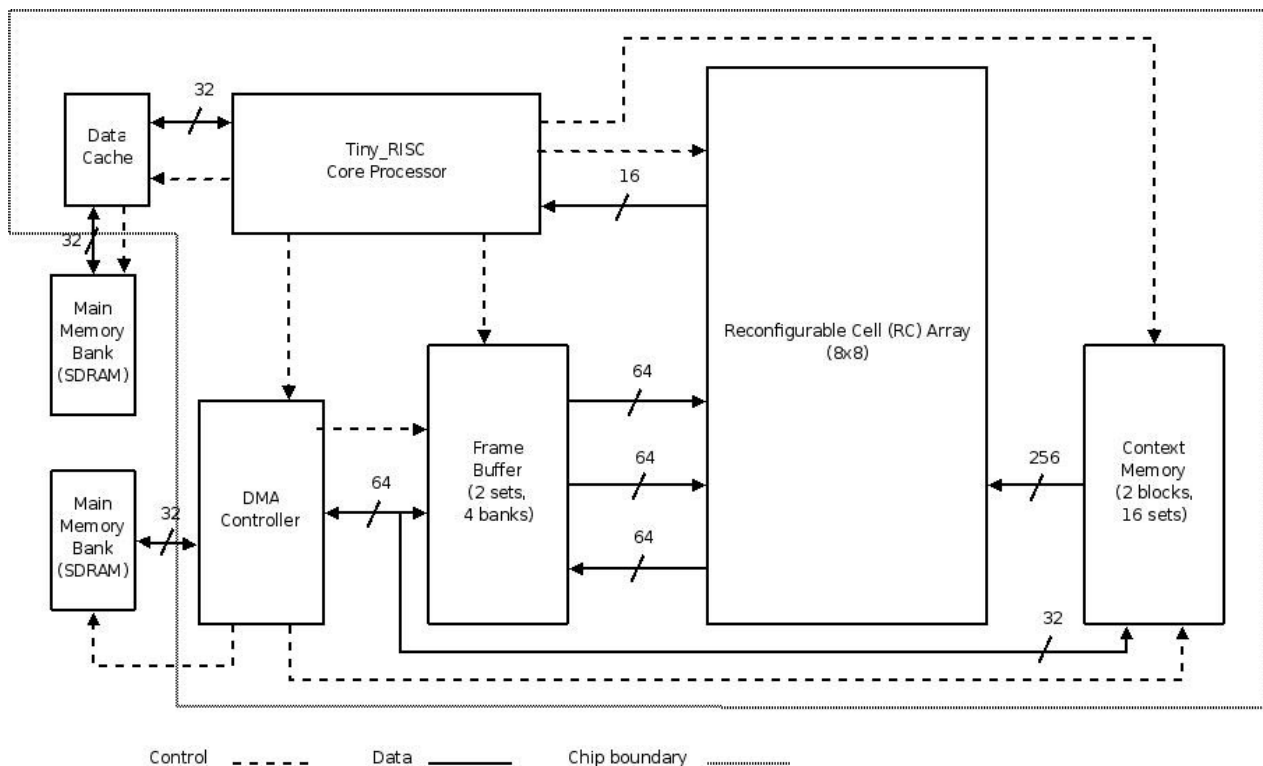 32
Data
Cache
Tiny_RISC
Core Processor
16
32
Main
Memory
Bank
(SDRAM)
Reconfigurable Cell (RC) Array
(8x8)
64
Frame
Buffer
(2 sets,
4 banks)
64
64
256
Context
Memory
(2 blocks,
16 sets)
Main
Memory
Bank
(SDRAM)
32
DMA
Controller
64
64
32
Control
Data
Chip boundary